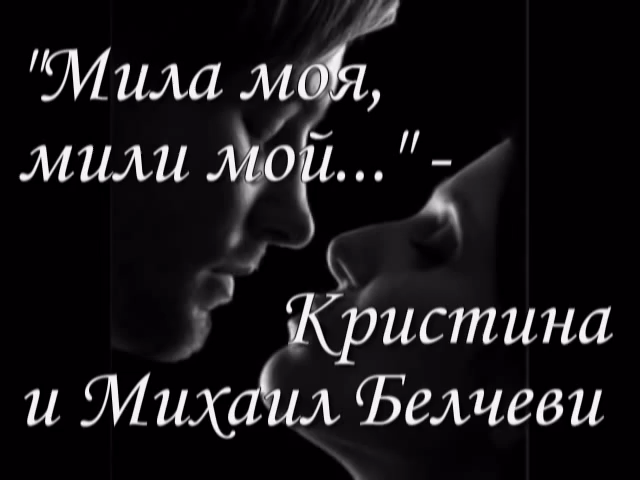 "Мила моя,
мили мой..." -
Кристина
и Михаил Белчеви